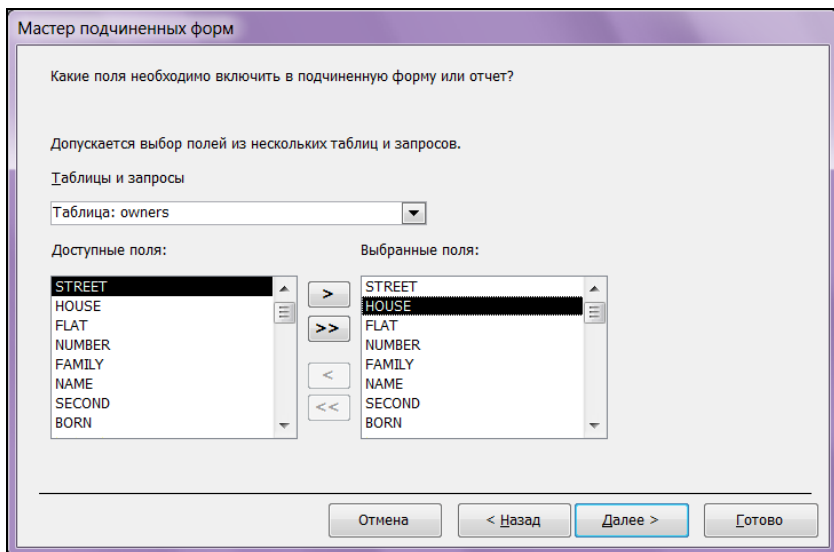 Мастер подчиненных форм
Какие поля необходимо включить в подчиненную форму или отчет?
Допускается выбор полей из нескольких таблиц и запросов.
Таблицы и запросы
Таблица: owners
Доступные поля:
STREET
HOUSE
FLAT
NUMBER
FAMILY
NAME
SECOND
BORN
>
>>
<
<<
Выбранные поля:
STREET
HOUSE
FLAT
NUMBER
FAMILY
NAME
SECOND
BORN
Отмена
< Назад
Далее >
Готово